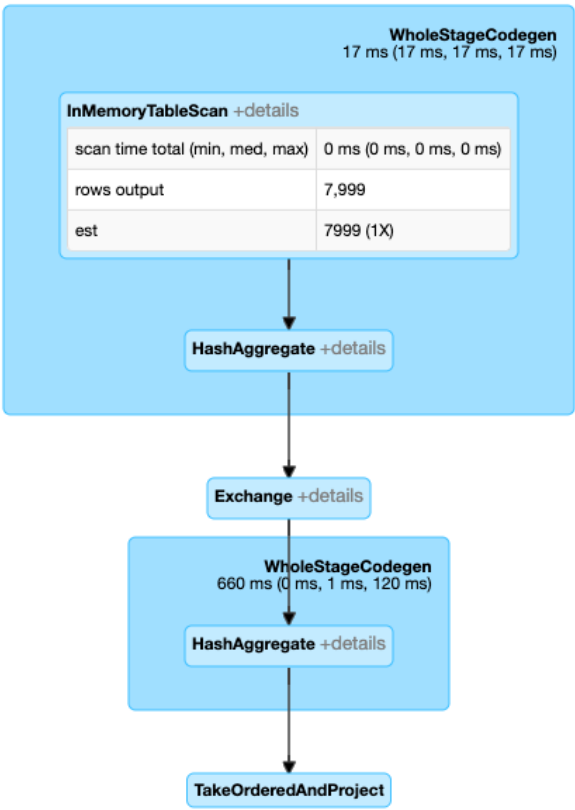 WholeStageCodegen
17 ms (17 ms, 17 ms, 17 ms)
InMemoryTableScan +details
scan time total (min, med, max) 0 ms (0 ms, 0 ms, 0 ms)
rows output 7,999
est 7999 (1X)
HashAggregate +details
Exchange +details
WholeStageCodegen
660 ms (0 ms, 1 ms, 120 ms)
HashAggregate +details
TakeOrderedAndProject